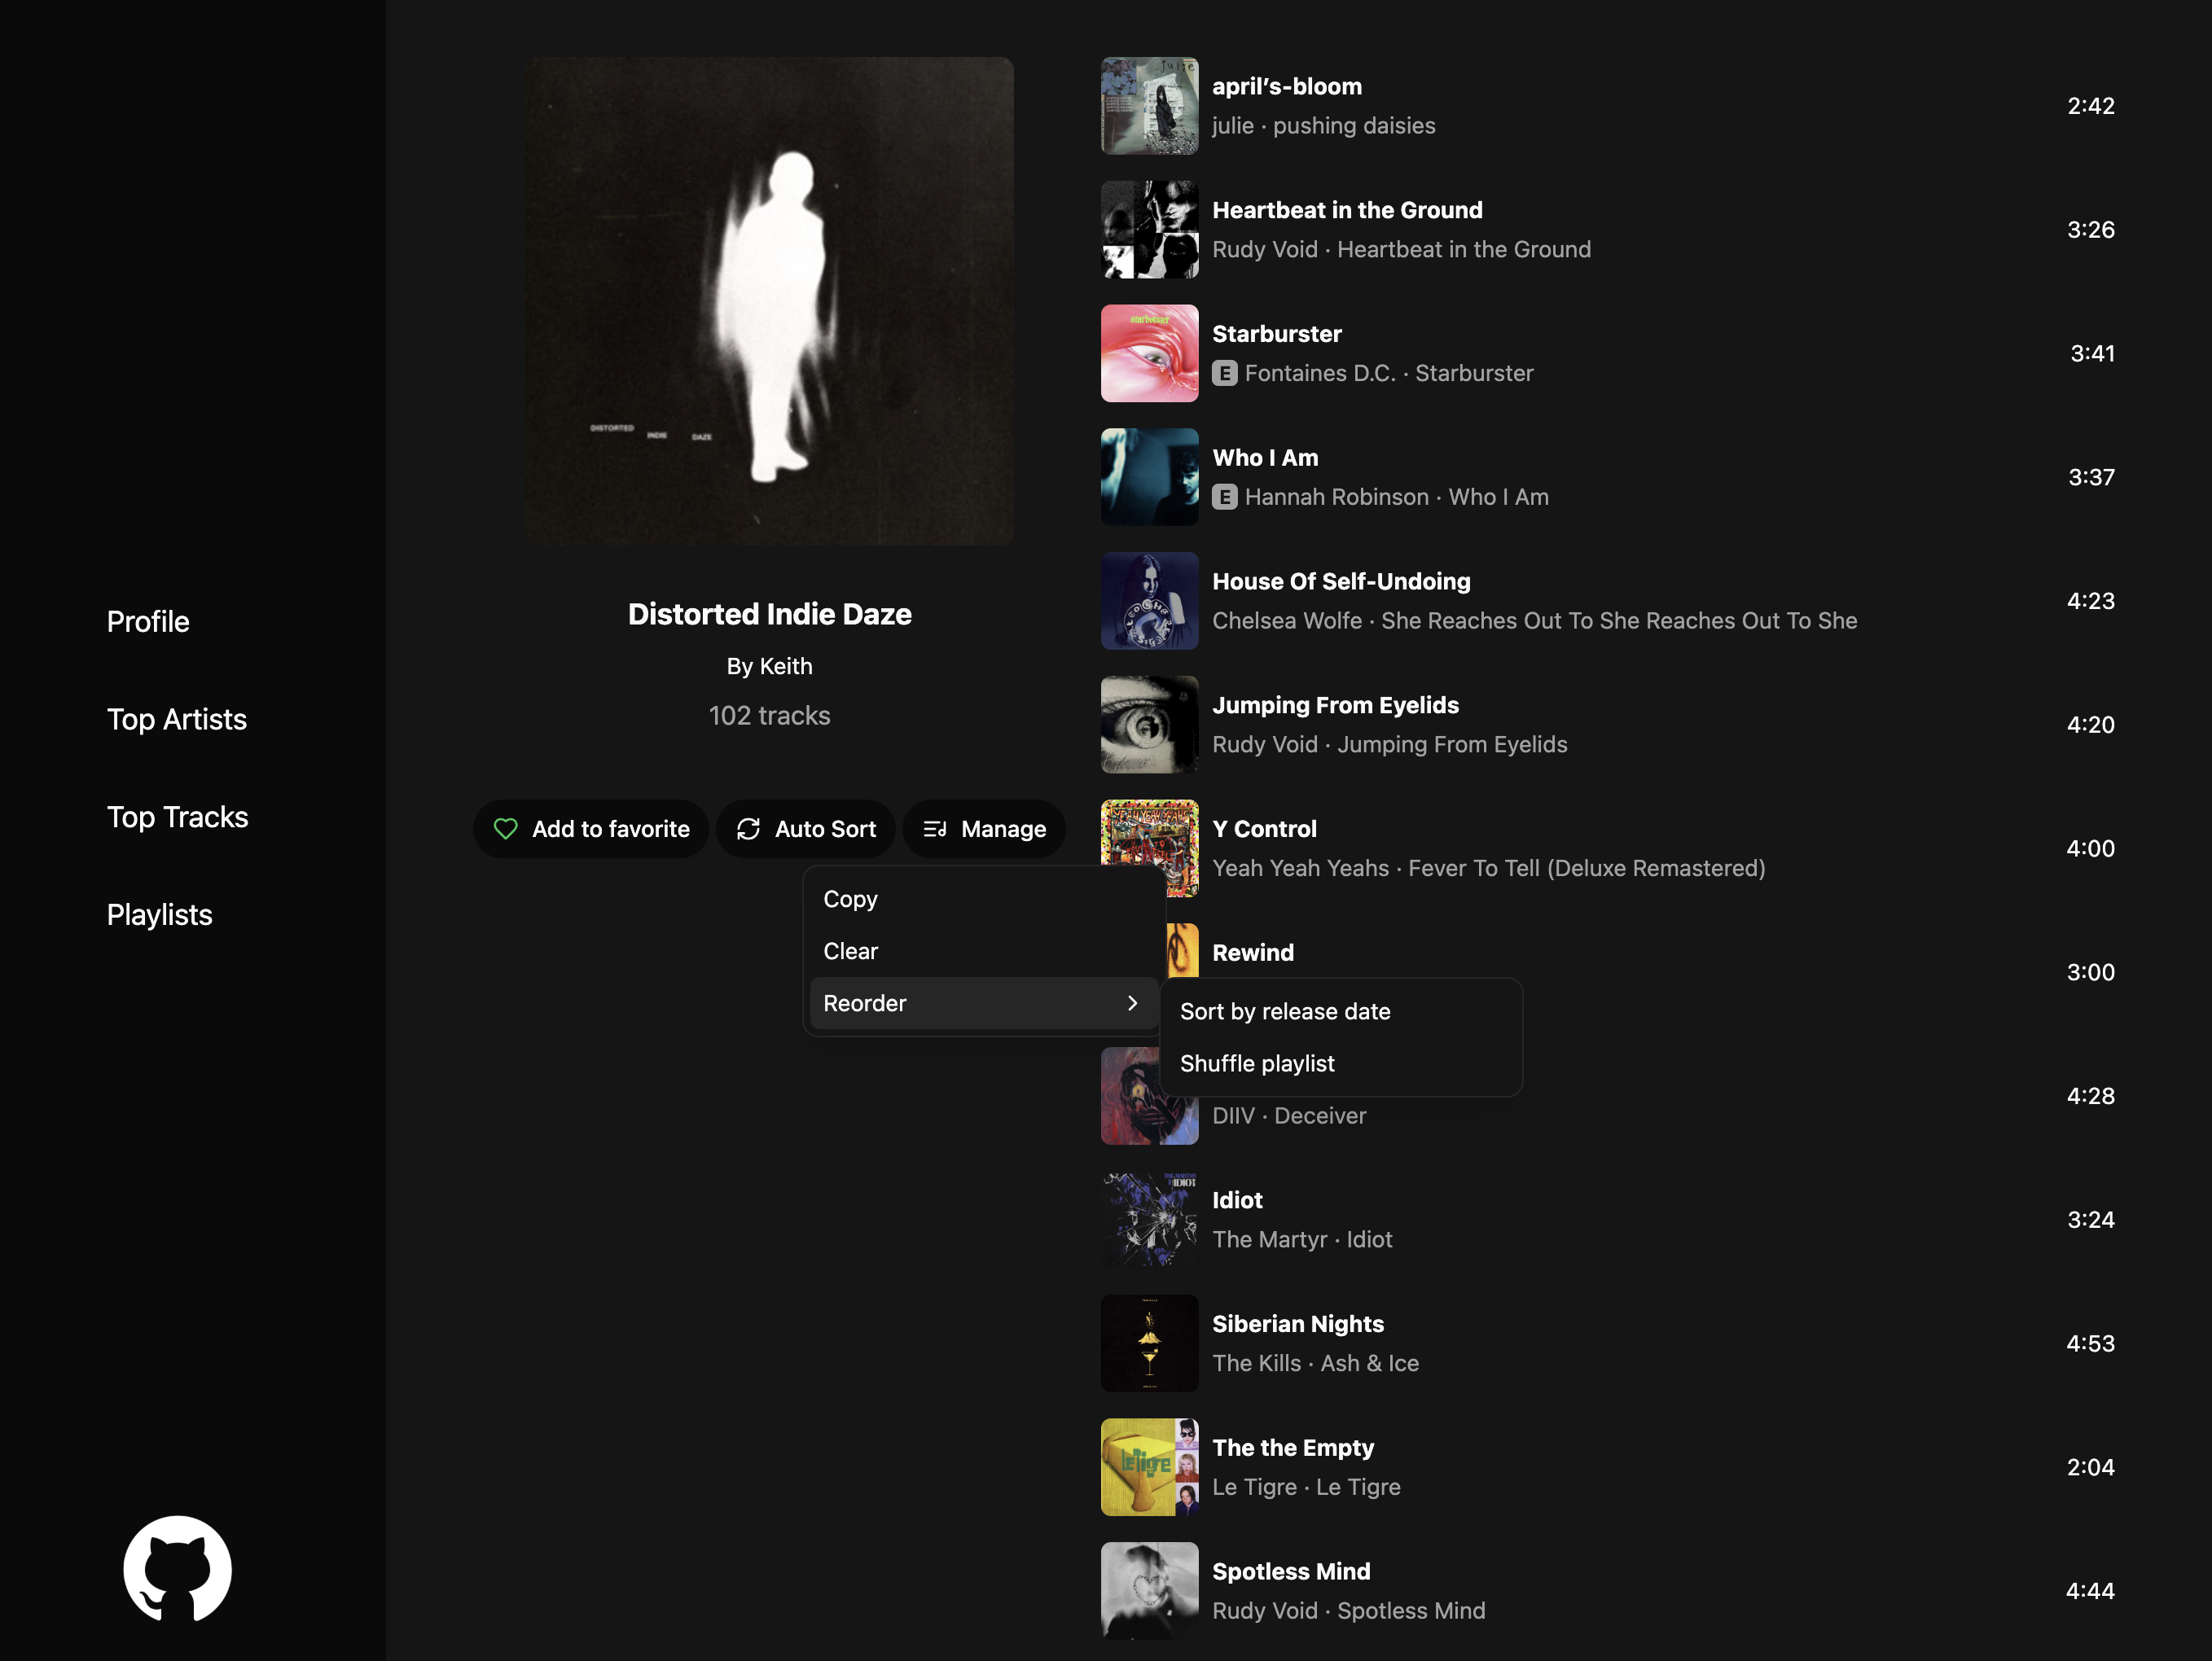 Profile
Top Artists
Top Tracks
Playlists
DISTORTED INDIE DAZE
Distorted Indie Daze
By Keith
102 tracks
Add to favorite
Auto Sort
Manage
Copy
Clear
Reorder
Sort by release date
Shuffle playlist
julie
april’s-bloom
julie · pushing daisies
2:42
Heartbeat in the Ground
Rudy Void · Heartbeat in the Ground
3:26
starburster
Starburster
E Fontaines D.C. · Starburster
3:41
Who I Am
E Hannah Robinson · Who I Am
3:37
House Of Self-Undoing
Chelsea Wolfe · She Reaches Out To She Reaches Out To She
4:23
Jumping From Eyelids
Rudy Void · Jumping From Eyelids
4:20
Y Control
Yeah Yeah Yeahs · Fever To Tell (Deluxe Remastered)
4:00
Rewind
3:00
DIIV · Deceiver
4:28
IDIOT
Idiot
The Martyr · Idiot
3:24
Siberian Nights
The Kills · Ash & Ice
4:53
le Tigre
The the Empty
Le Tigre · Le Tigre
2:04
Spotless Mind
Rudy Void · Spotless Mind
4:44